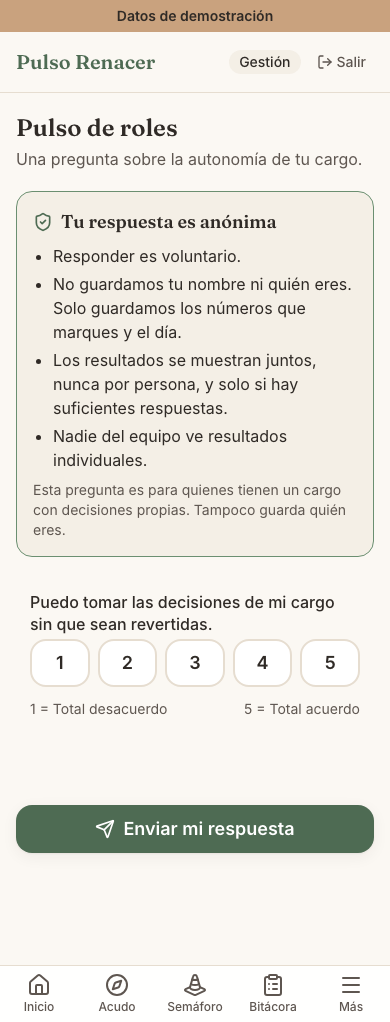 Datos de demostración
Pulso Renacer
Gestión
Salir
Pulso de roles
Una pregunta sobre la autonomía de tu cargo.
Tu respuesta es anónima
• Responder es voluntario.
• No guardamos tu nombre ni quién eres.
Solo guardamos los números que
marques y el día.
• Los resultados se muestran juntos,
nunca por persona, y solo si hay
suficientes respuestas.
• Nadie del equipo ve resultados
individuales.
Esta pregunta es para quienes tienen un cargo
con decisiones propias. Tampoco guarda quién
eres.
Puedo tomar las decisiones de mi cargo
sin que sean revertidas.
1 2 3 4 5
1 = Total desacuerdo 5 = Total acuerdo
Enviar mi respuesta
Inicio Acudo Semáforo Bitácora Más